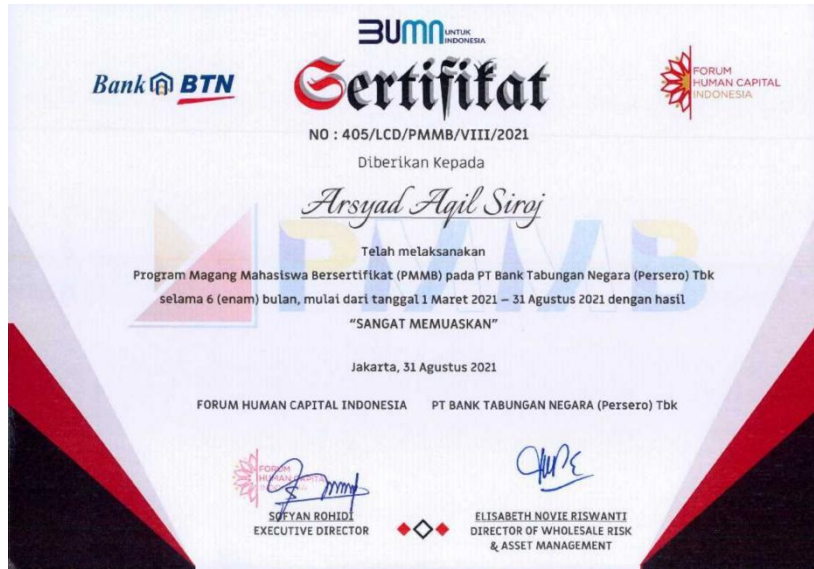 BUMN UNTUK
INDONESIA
Bank BTN
Sertifikat
FORUM
HUMAN CAPITAL
INDONESIA
NO : 405/LCD/PMMB/VIII/2021
Diberikan Kepada
Arsyad Aqil Siroj
PMMB
Telah melaksanakan
Program Magang Mahasiswa Bersertifikat (PMMB) pada PT Bank Tabungan Negara (Persero) Tbk
selama 6 (enam) bulan, mulai dari tanggal 1 Maret 2021 – 31 Agustus 2021 dengan hasil
“SANGAT MEMUASKAN”
Jakarta, 31 Agustus 2021
FORUM HUMAN CAPITAL INDONESIA PT BANK TABUNGAN NEGARA (Persero) Tbk
FORUM
HUMAN CAPITAL
SOFYAN ROHIDI
EXECUTIVE DIRECTOR
ELISABETH NOVIE RISWANTI
DIRECTOR OF WHOLESALE RISK
& ASSET MANAGEMENT